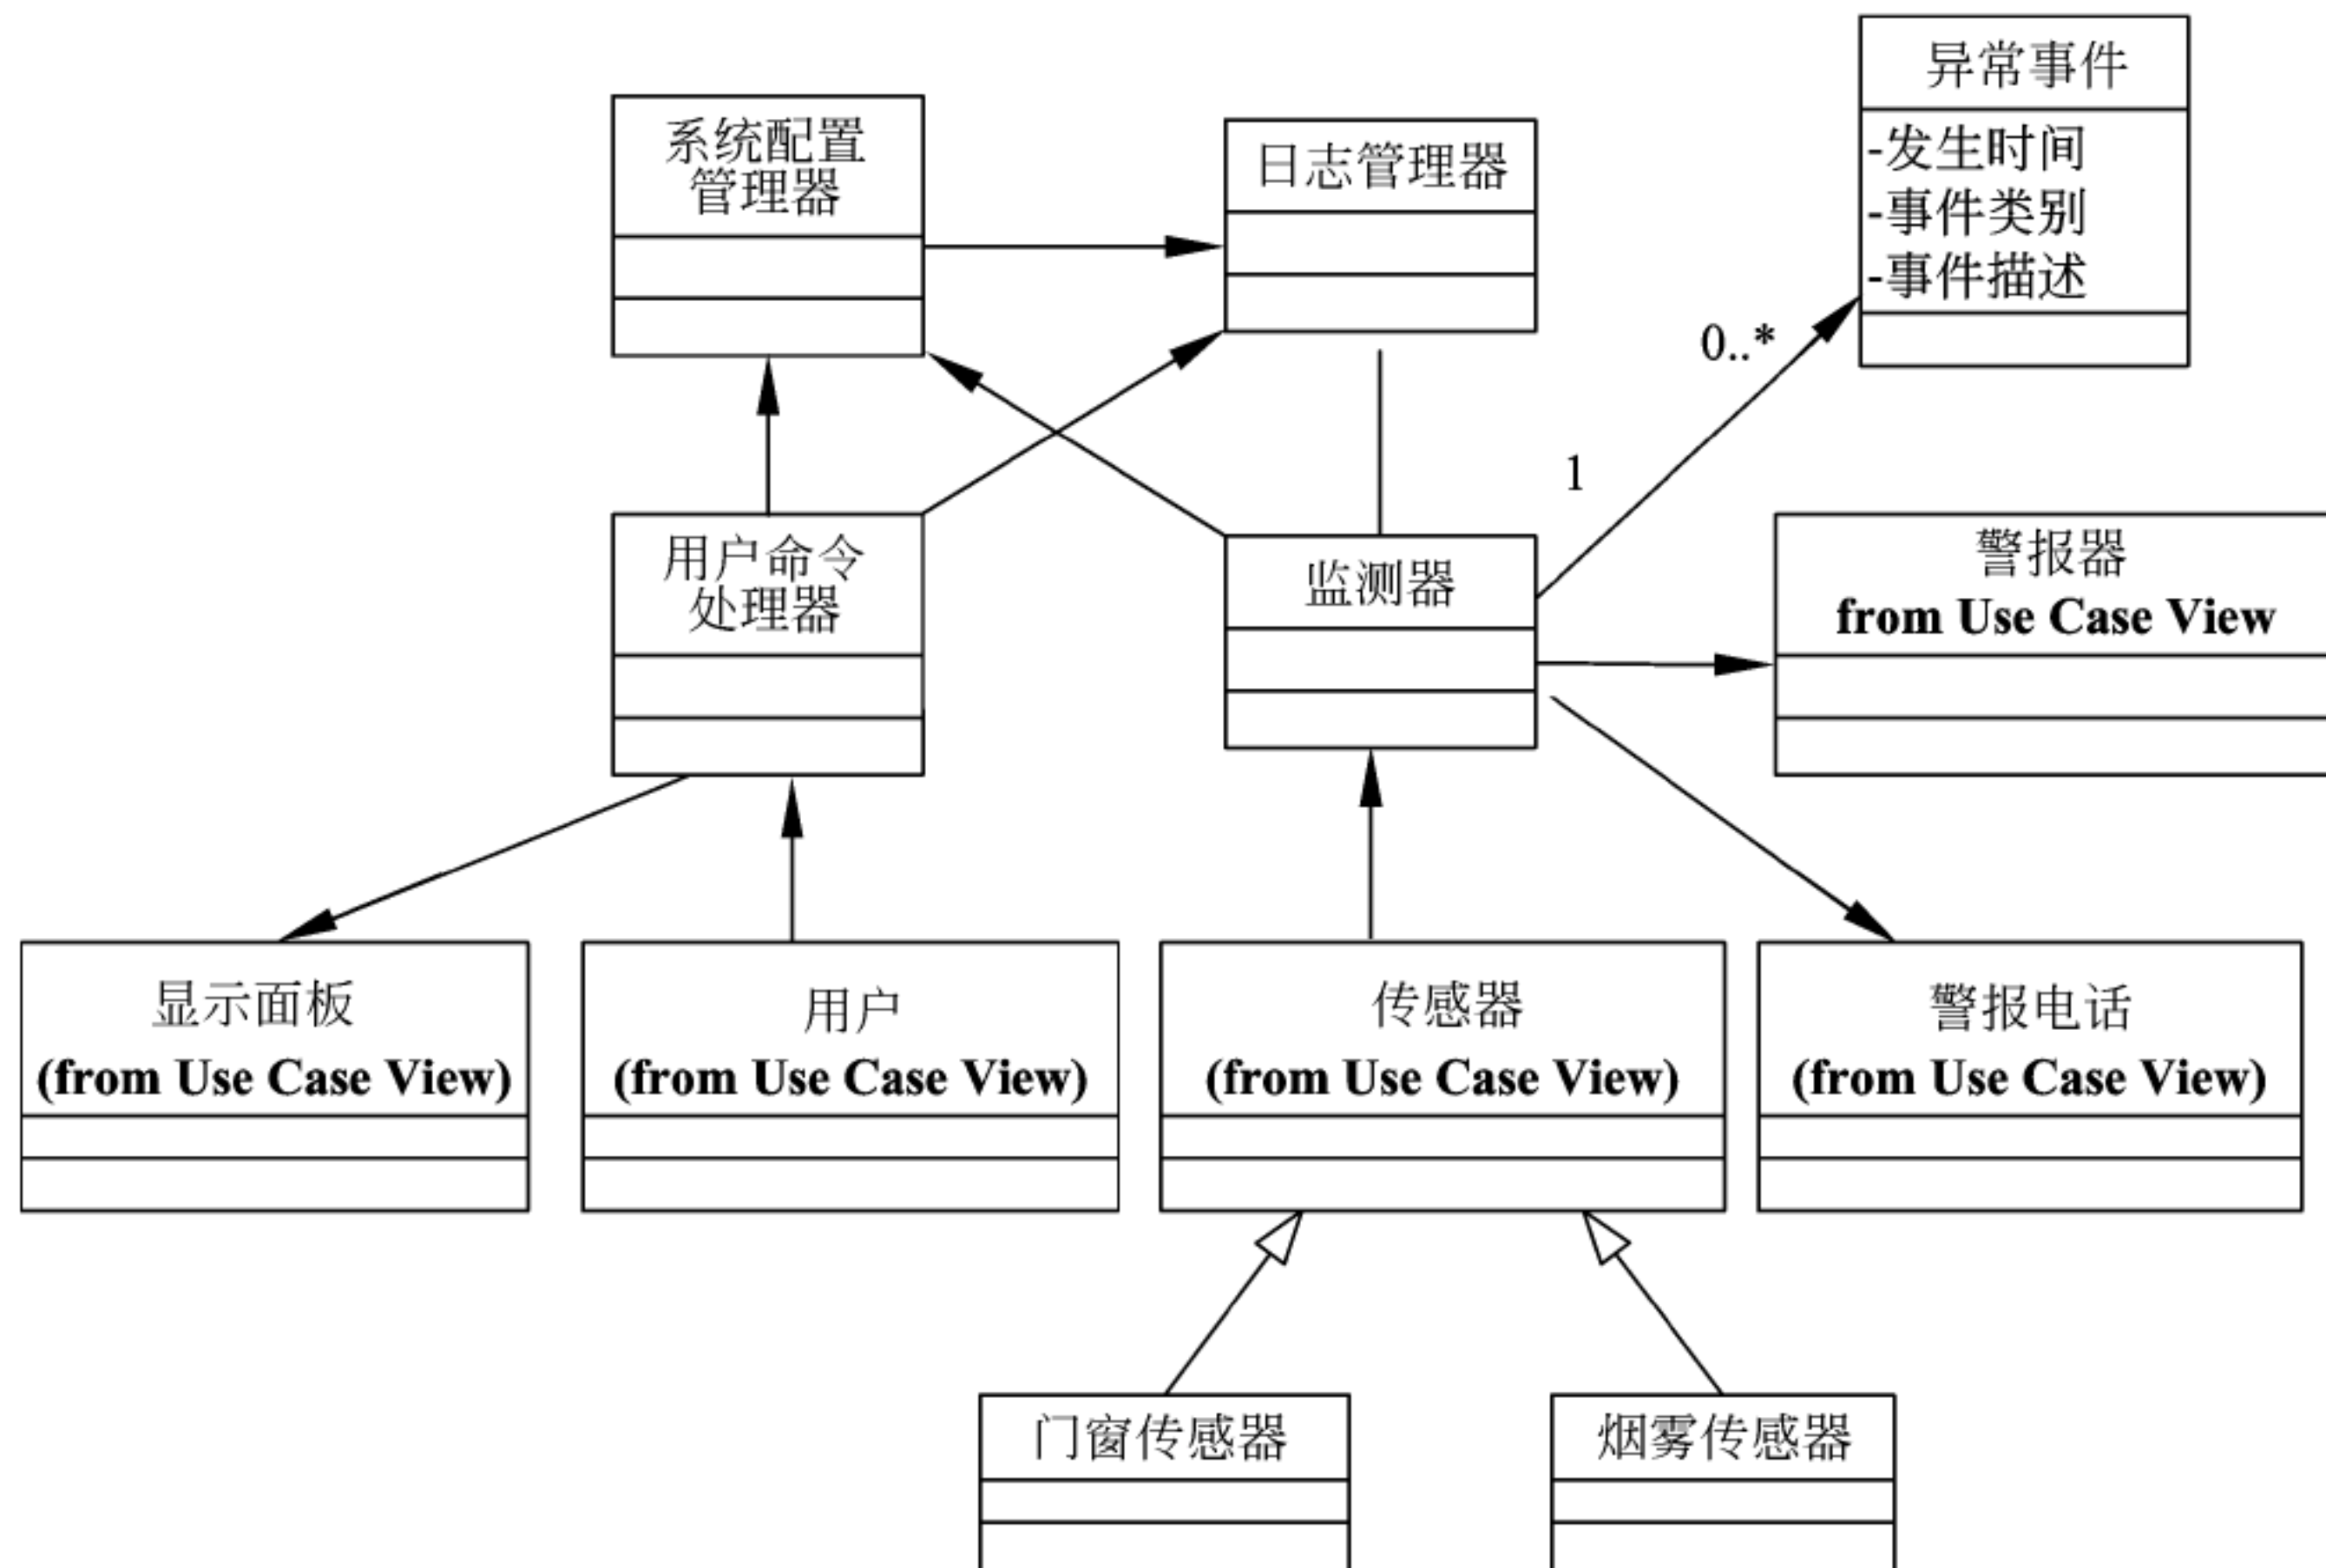 异常事件
-发生时间
-事件类别
-事件描述
系统配置
管理器
日志管理器
0..*
1
用户命令
处理器
监测器
警报器
from Use Case View
显示面板
(from Use Case View)
用户
(from Use Case View)
传感器
(from Use Case View)
警报电话
(from Use Case View)
门窗传感器
烟雾传感器